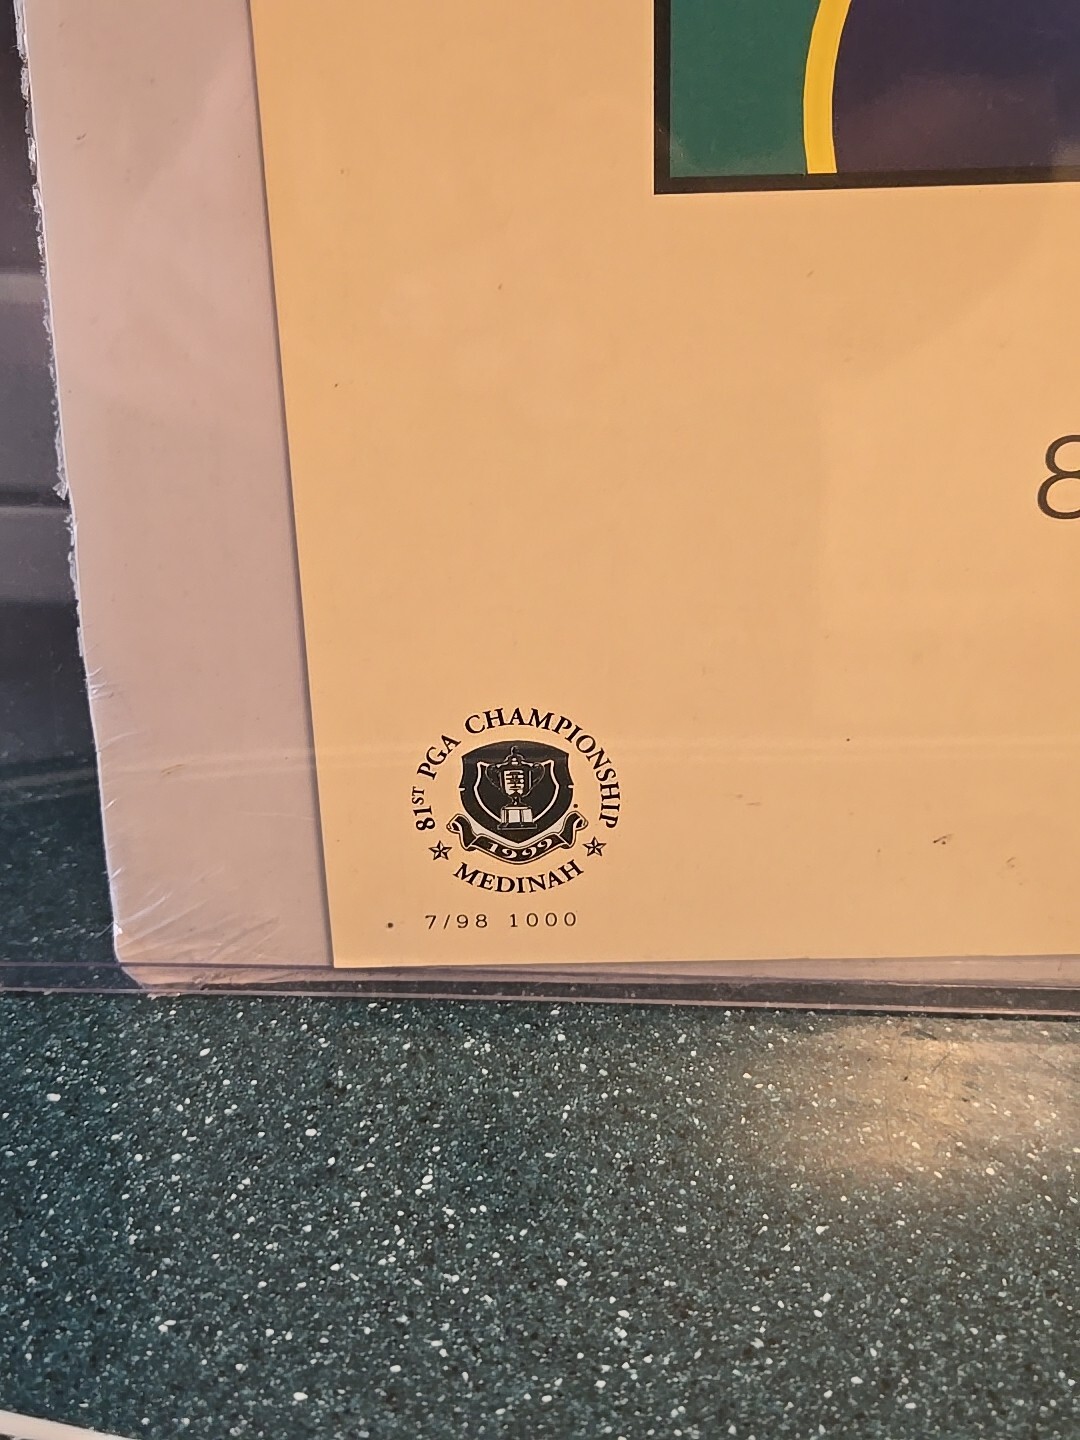 8
81ST PGA CHAMPIONSHIP
1999
MEDINAH
7/98 1000